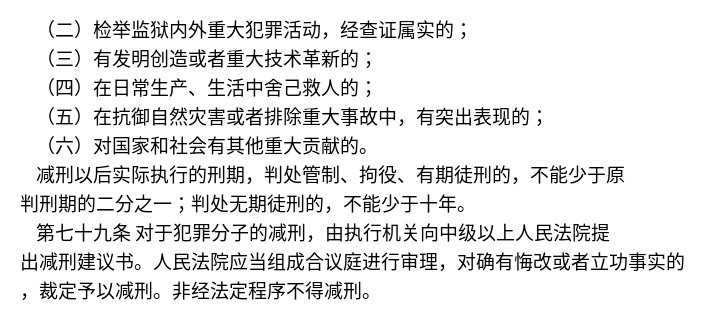 （二）检举监狱内外重大犯罪活动，经查证属实的；
（三）有发明创造或者重大技术革新的；
（四）在日常生产、生活中舍己救人的；
（五）在抗御自然灾害或者排除重大事故中，有突出表现的；
（六）对国家和社会有其他重大贡献的。
减刑以后实际执行的刑期，判处管制、拘役、有期徒刑的，不能少于原
判刑期的二分之一；判处无期徒刑的，不能少于十年。
第七十九条 对于犯罪分子的减刑，由执行机关向中级以上人民法院提
出减刑建议书。人民法院应当组成合议庭进行审理，对确有悔改或者立功事实的
，裁定予以减刑。非经法定程序不得减刑。